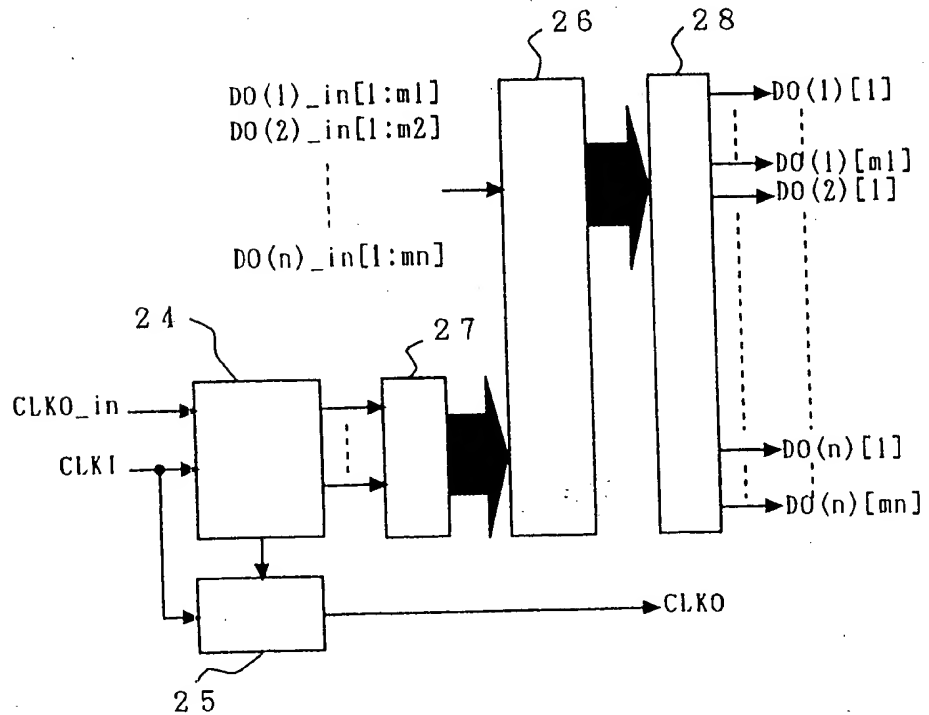 26
28
DO(1)_in[1:m1]
DO(2)_in[1:m2]
DO(n)_in[1:mn]
DO(1)[1]
DO(1)[m1]
DO(2)[1]
24
27
CLKO_in
CLKI
DO(n)[1]
DO(n)[mn]
CLKO
25